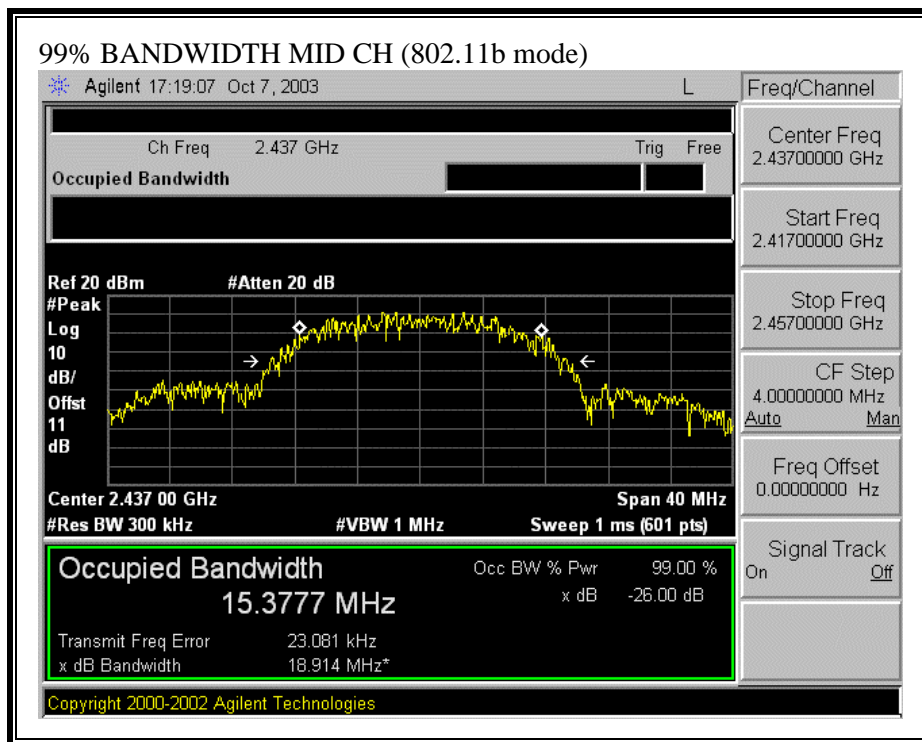 99% BANDWIDTH MID CH (802.11b mode)
Agilent 17:19:07 Oct 7, 2003 L
Freq/Channel
Ch Freq 2.437 GHz Trig Free
Occupied Bandwidth
Center Freq
2.43700000 GHz
Start Freq
2.41700000 GHz
Stop Freq
2.45700000 GHz
CF Step
4.00000000 MHz
Auto Man
Freq Offset
0.00000000 Hz
Signal Track
On Off
Ref 20 dBm #Atten 20 dB
#Peak
Log
10
dB/
Offst
11
dB
Center 2.437 00 GHz Span 40 MHz
#Res BW 300 kHz #VBW 1 MHz Sweep 1 ms (601 pts)
Occupied Bandwidth Occ BW % Pwr 99.00 %
15.3777 MHz x dB -26.00 dB
Transmit Freq Error 23.081 kHz
x dB Bandwidth 18.914 MHz*
Copyright 2000-2002 Agilent Technologies